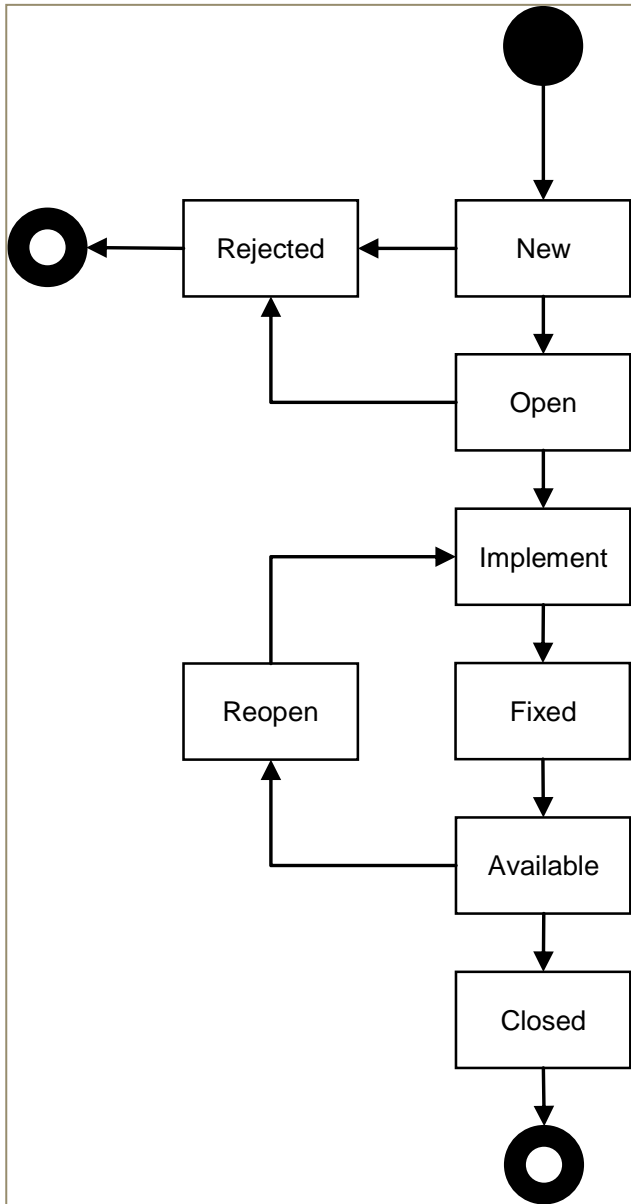 Rejected
New
Open
Implement
Reopen
Fixed
Available
Closed